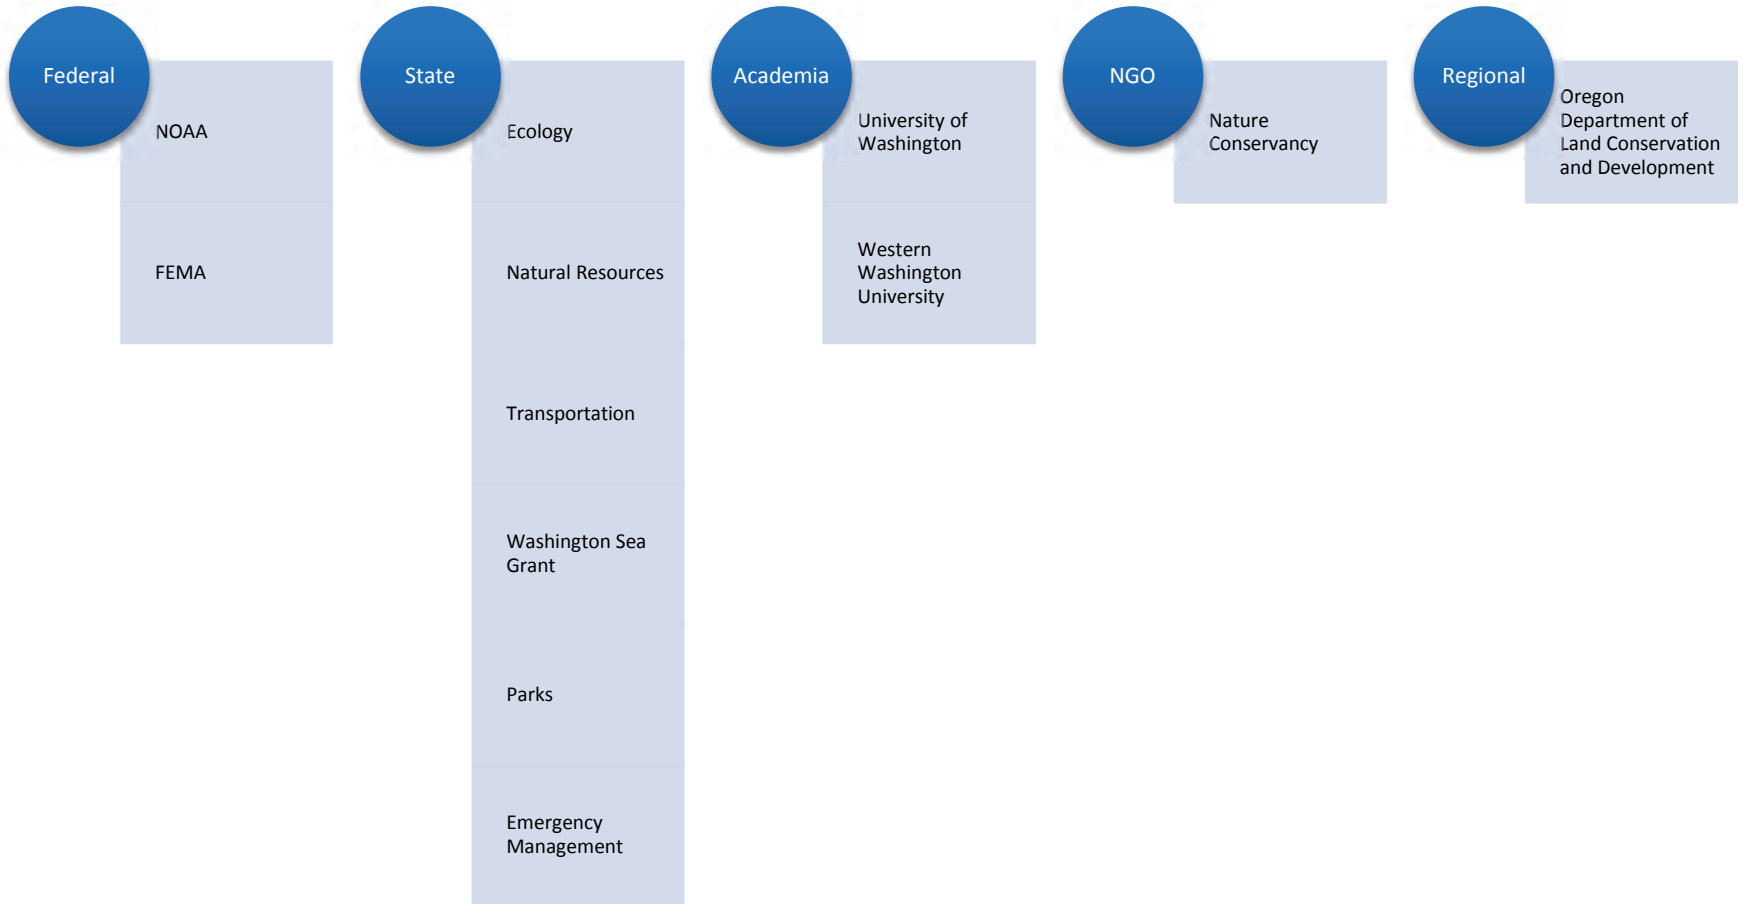 Federal
NOAA
FEMA
State
Ecology
Natural Resources
Transportation
Washington Sea
Grant
Parks
Emergency
Management
Academia
University of
Washington
Western
Washington
University
NGO
Nature
Conservancy
Regional
Oregon
Department of
Land Conservation
and Development